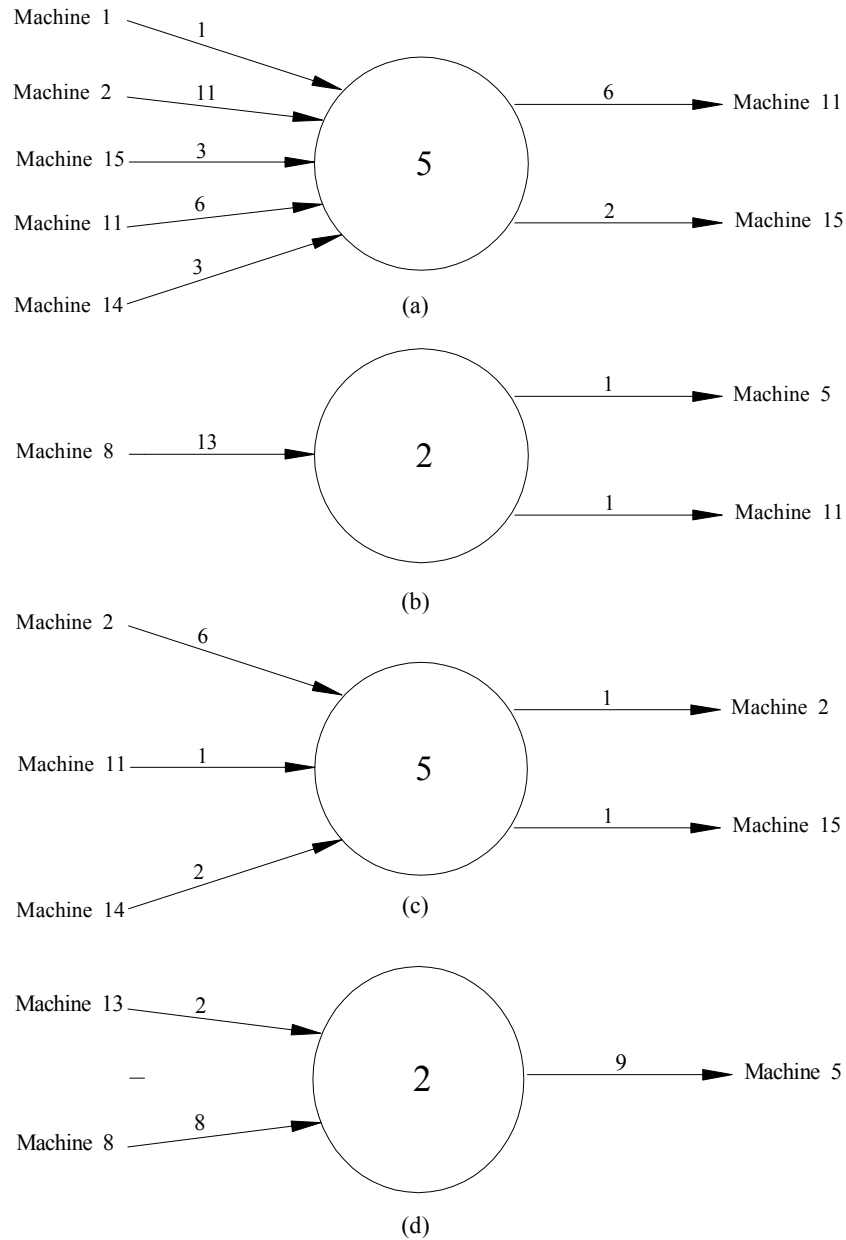 Machine 1
1
Machine 2
11
6
Machine 11
Machine 15
3
5
Machine 11
6
2
Machine 15
3
Machine 14
(a)
1
Machine 5
Machine 8
13
2
1
Machine 11
(b)
Machine 2
6
1
Machine 2
Machine 11
1
5
1
Machine 15
2
Machine 14
(c)
Machine 13
2
9
Machine 5
2
Machine 8
8
(d)